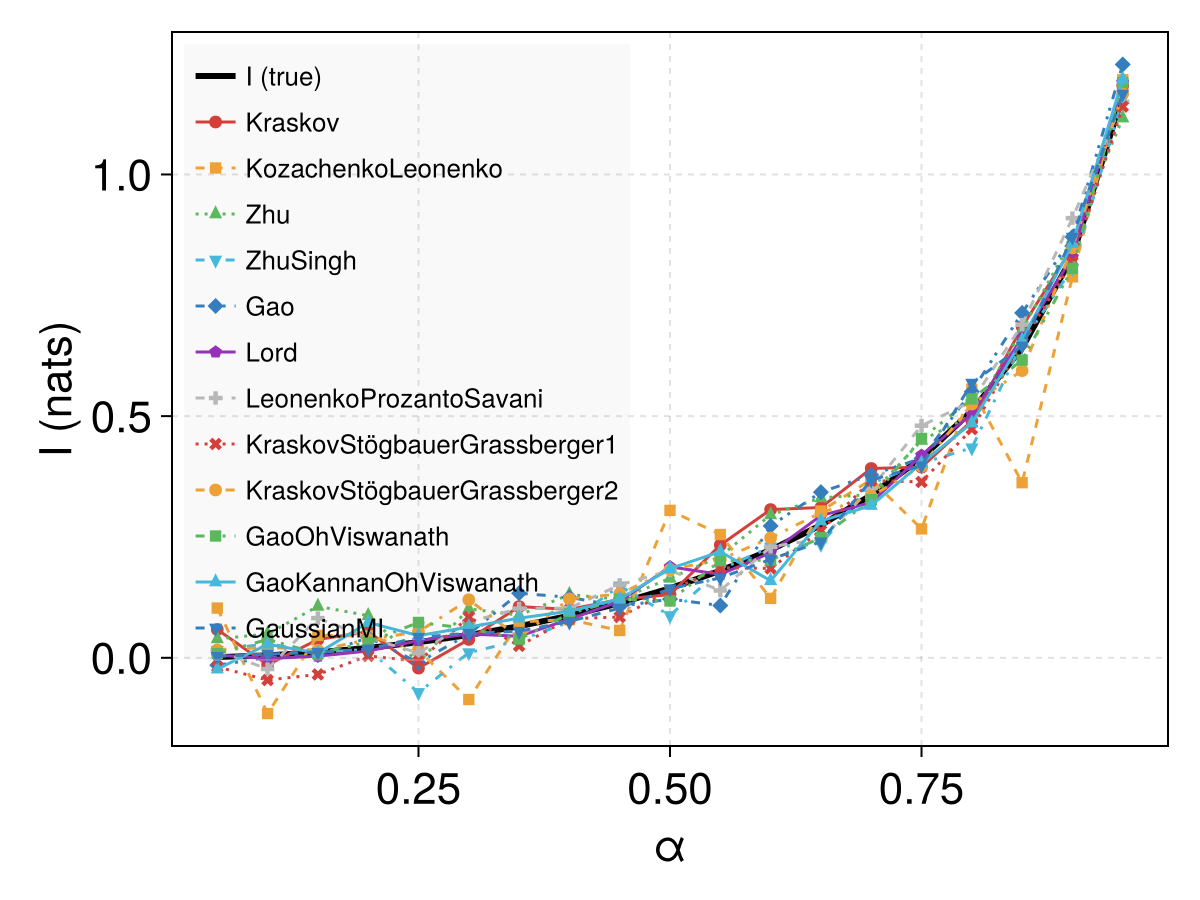 I (true)
Kraskov
KozachenkoLeonenko
Zhu
ZhuSingh
Gao
Lord
LeonenkoProzantoSavani
KraskovStögbauerGrassberger1
KraskovStögbauerGrassberger2
GaoOhViswanath
GaoKannanOhViswanath
GaussianMI
I (nats)
1.0
0.5
0.0
0.25 0.50 0.75
α